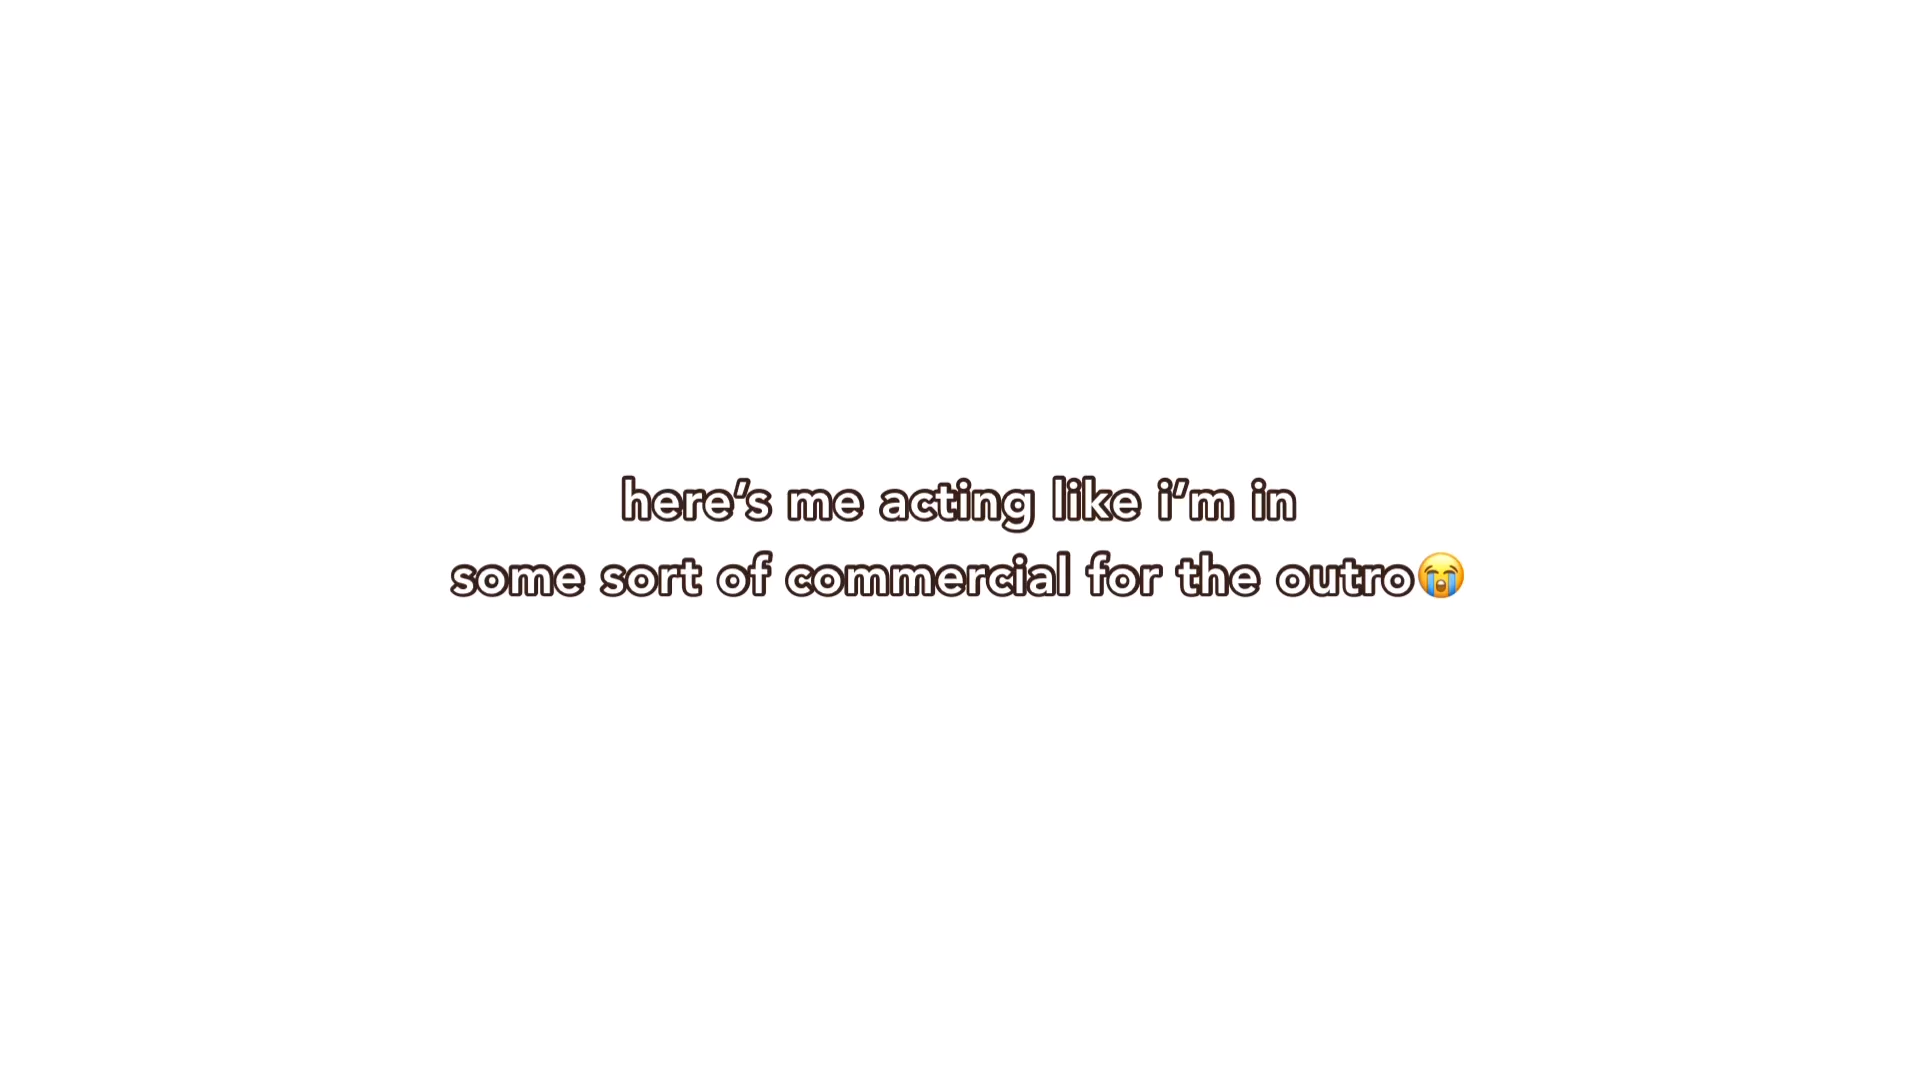 here’s me acting like i’m in
some sort of commercial for the outro😭